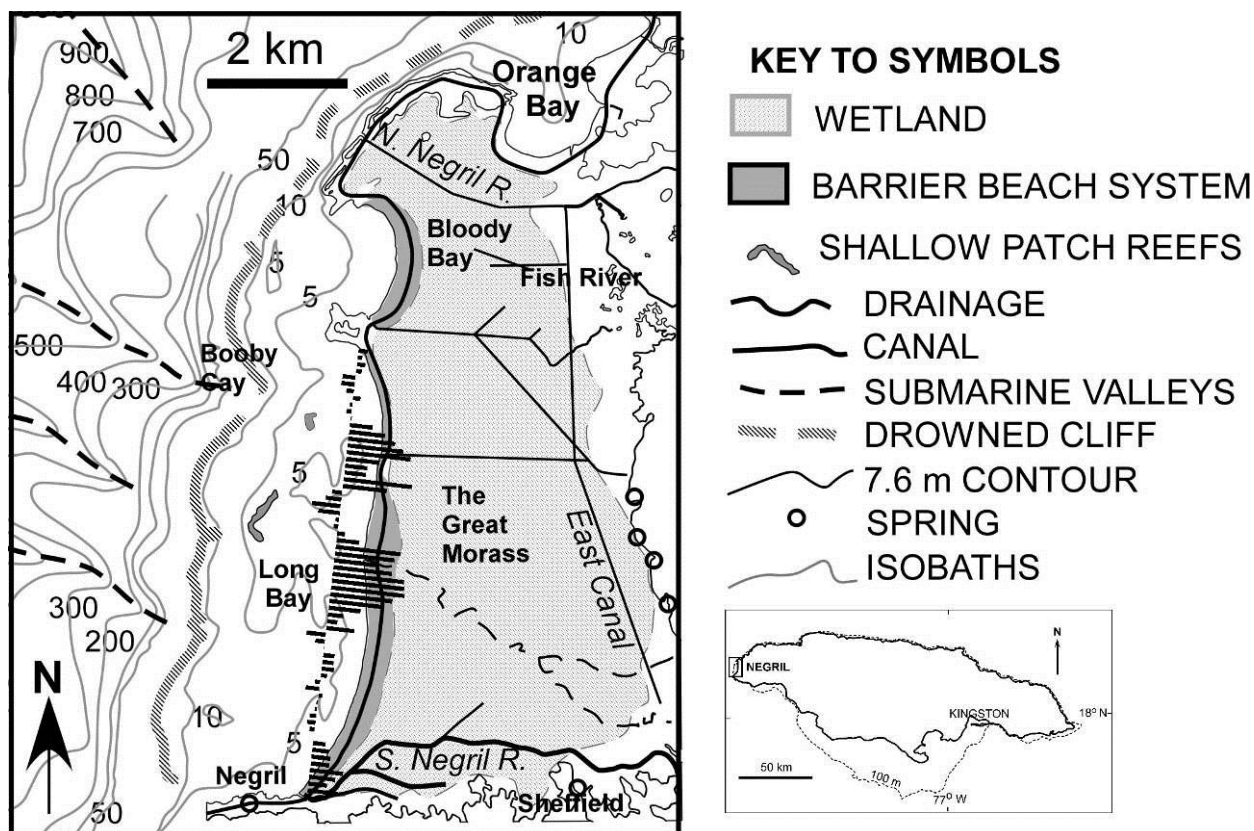 900
800
700
2 km
10
Orange
Bay
50
N. Negril R.
10
Bloody
Bay
5
Fish River
5
500
Booby
Cay
400
300
5
The
Great
Morass
East Canal
Long
Bay
300
200
N
10
5
S. Negril R.
Negril
Sheffield
50
KEY TO SYMBOLS
WETLAND
BARRIER BEACH SYSTEM
SHALLOW PATCH REEFS
DRAINAGE
CANAL
SUBMARINE VALLEYS
DROWNED CLIFF
7.6 m CONTOUR
SPRING
ISOBATHS
N
NEGRIL
KINGSTON
18° N
50 km
100 m
77° W